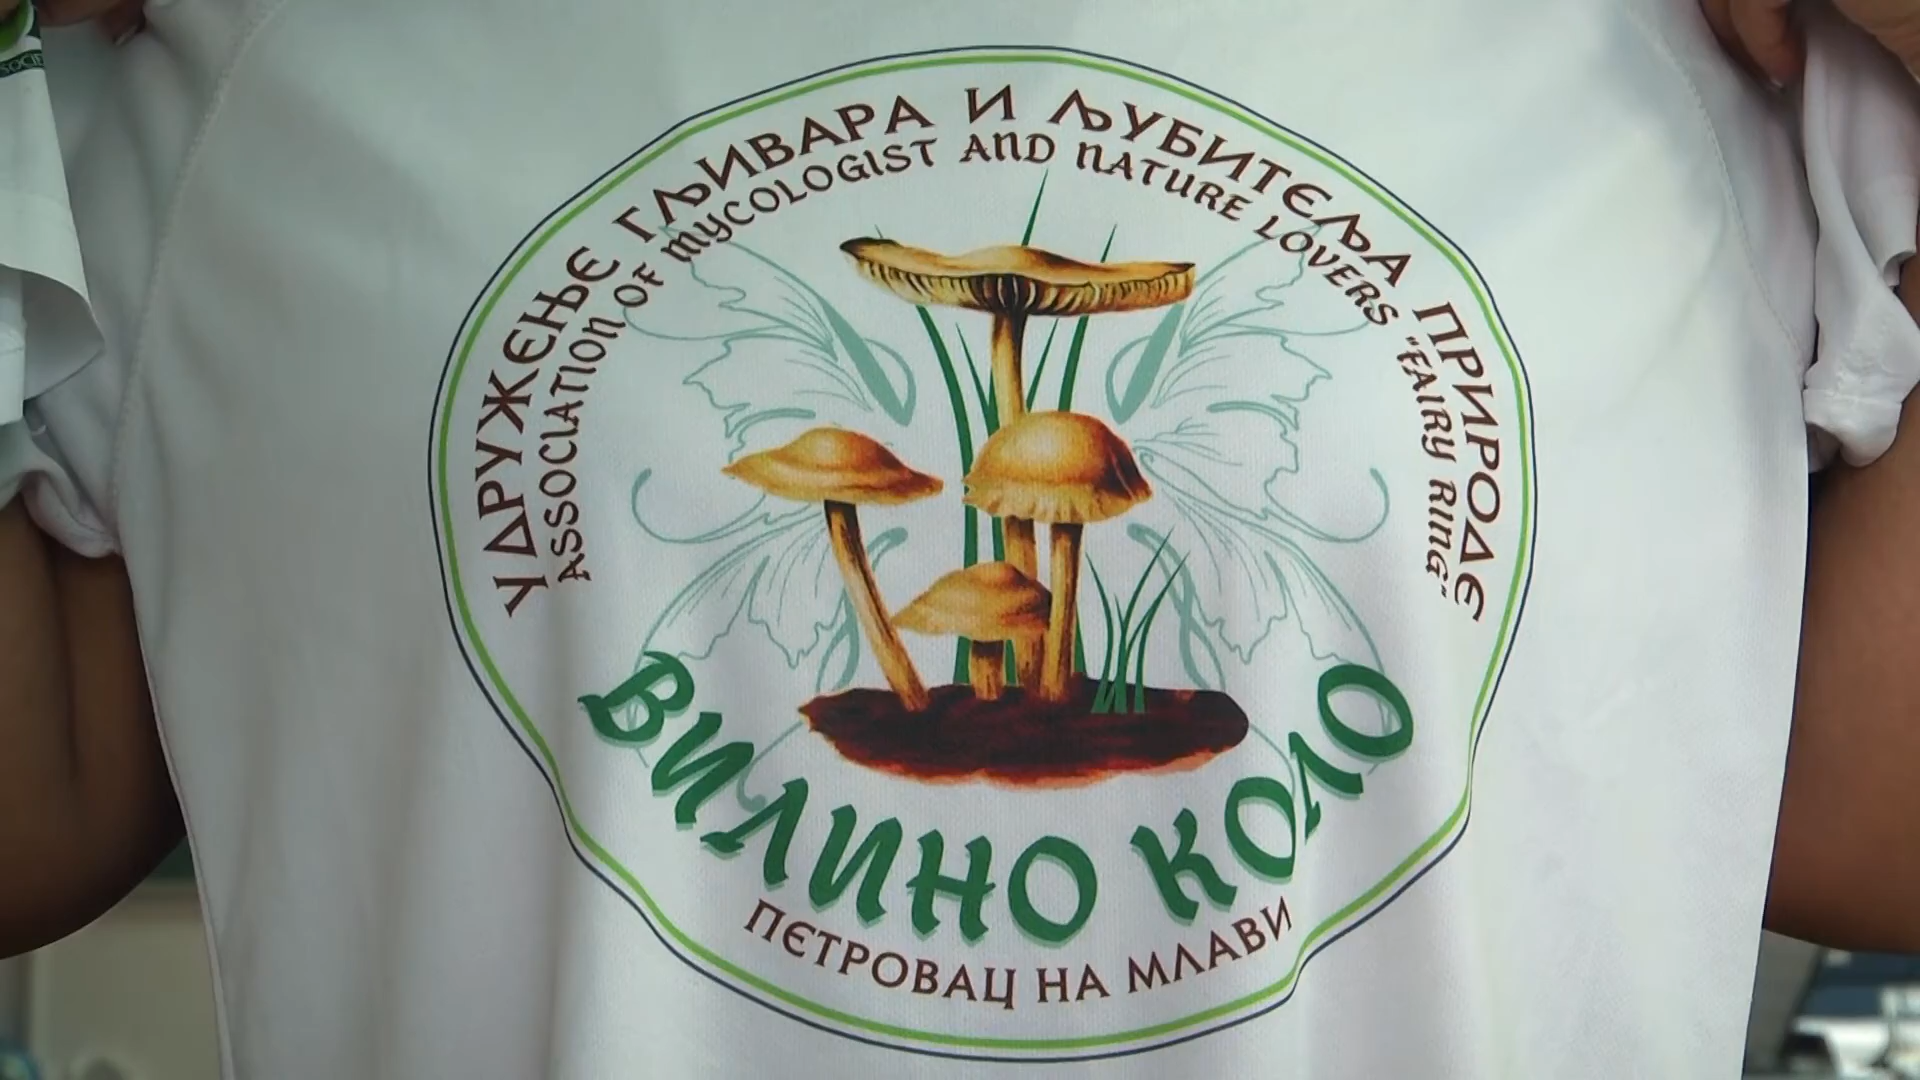 УДРУЖЕЊЕ ГЉИВАРА И ЉУБИТЕЉА ПРИРОДЕ
ASSOCIATION OF MYCOLOGIST AND NATURE LOVERS "FAIRY RING"
ВИЛИНО КОЛО
ПЕТРОВАЦ НА МЛАВИ